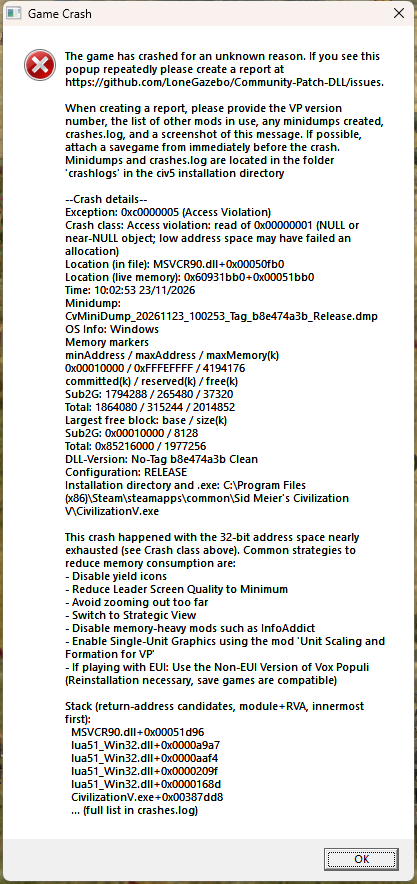 Game Crash
The game has crashed for an unknown reason. If you see this
popup repeatedly please create a report at
https://github.com/LoneGazebo/Community-Patch-DLL/issues.
When creating a report, please provide the VP version
number, the list of other mods in use, any minidumps created,
crashes.log, and a screenshot of this message. If possible,
attach a savegame from immediately before the crash.
Minidumps and crashes.log are located in the folder
'crashlogs' in the civ5 installation directory
--Crash details--
Exception: 0xc0000005 (Access Violation)
Crash class: Access violation: read of 0x00000001 (NULL or
near-NULL object; low address space may have failed an
allocation)
Location (in file): MSVCR90.dll+0x00050fb0
Location (live memory): 0x60931bb0+0x00051bb0
Time: 10:02:53 23/11/2026
Minidump:
CvMiniDump_20261123_100253_Tag_b8e474a3b_Release.dmp
OS Info: Windows
Memory markers
minAddress / maxAddress / maxMemory(k)
0x00010000 / 0xFFFEFFFF / 4194176
committed(k) / reserved(k) / free(k)
Sub2G: 1794288 / 265480 / 37320
Total: 1864080 / 315244 / 2014852
Largest free block: base / size(k)
Sub2G: 0x00010000 / 8128
Total: 0x85216000 / 1977256
DLL-Version: No-Tag b8e474a3b Clean
Configuration: RELEASE
Installation directory and .exe: C:\Program Files
(x86)\Steam\steamapps\common\Sid Meier's Civilization
V\CivilizationV.exe
This crash happened with the 32-bit address space nearly
exhausted (see Crash class above). Common strategies to
reduce memory consumption are:
- Disable yield icons
- Reduce Leader Screen Quality to Minimum
- Avoid zooming out too far
- Switch to Strategic View
- Disable memory-heavy mods such as InfoAddict
- Enable Single-Unit Graphics using the mod 'Unit Scaling and
Formation for VP'
- If playing with EUI: Use the Non-EUI Version of Vox Populi
(Reinstallation necessary, save games are compatible)
Stack (return-address candidates, module+RVA, innermost
first):
MSVCR90.dll+0x00051d96
lua51_Win32.dll+0x0000a9a7
lua51_Win32.dll+0x0000aaf4
lua51_Win32.dll+0x0000209f
lua51_Win32.dll+0x0000168d
CivilizationV.exe+0x00387dd8
... (full list in crashes.log)
OK